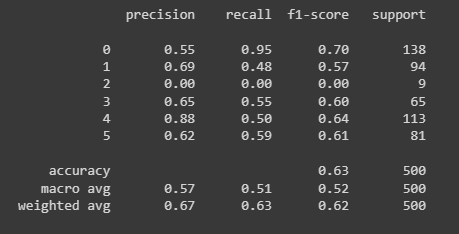 precision recall f1-score support
0 0.55 0.95 0.70 138
1 0.69 0.48 0.57 94
2 0.00 0.00 0.00 9
3 0.65 0.55 0.60 65
4 0.88 0.50 0.64 113
5 0.62 0.59 0.61 81
accuracy 0.63 500
macro avg 0.57 0.51 0.52 500
weighted avg 0.67 0.63 0.62 500